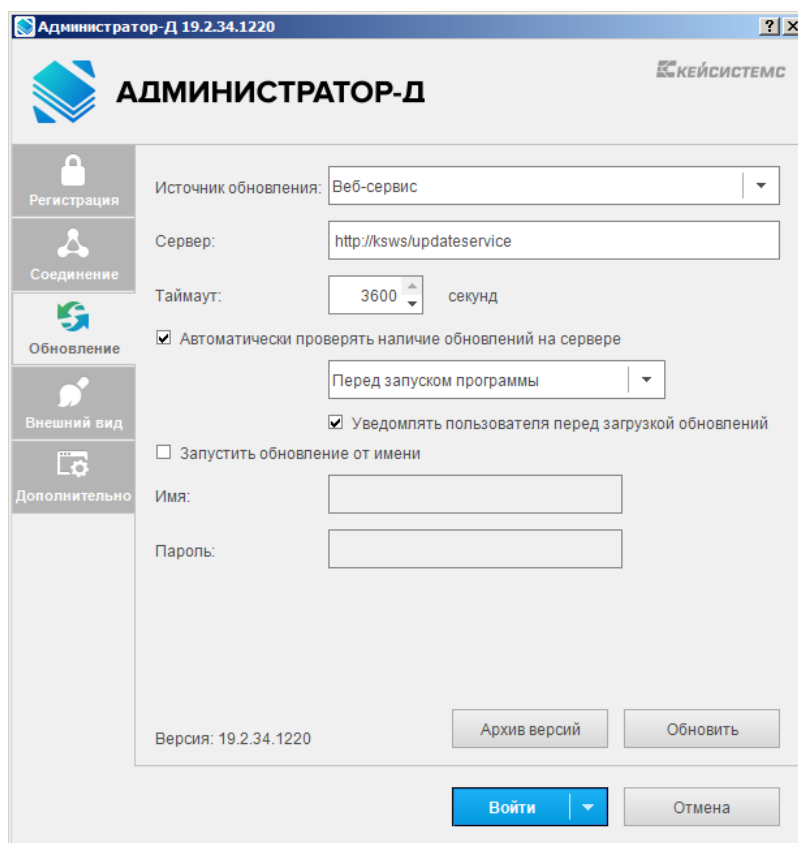 Администратор-Д 19.2.34.1220
КЕЙСИСТЕМС
АДМИНИСТРАТОР-Д
Регистрация
Соединение
Обновление
Внешний вид
Дополнительно
Источник обновления: Веб-сервис
Сервер: http://ksws/updateservice
Таймаут: 3600 секунд
Автоматически проверять наличие обновлений на сервере
Перед запуском программы
Уведомлять пользователя перед загрузкой обновлений
Запустить обновление от имени
Имя:
Пароль:
Версия: 19.2.34.1220
Архив версий
Обновить
Войти
Отмена